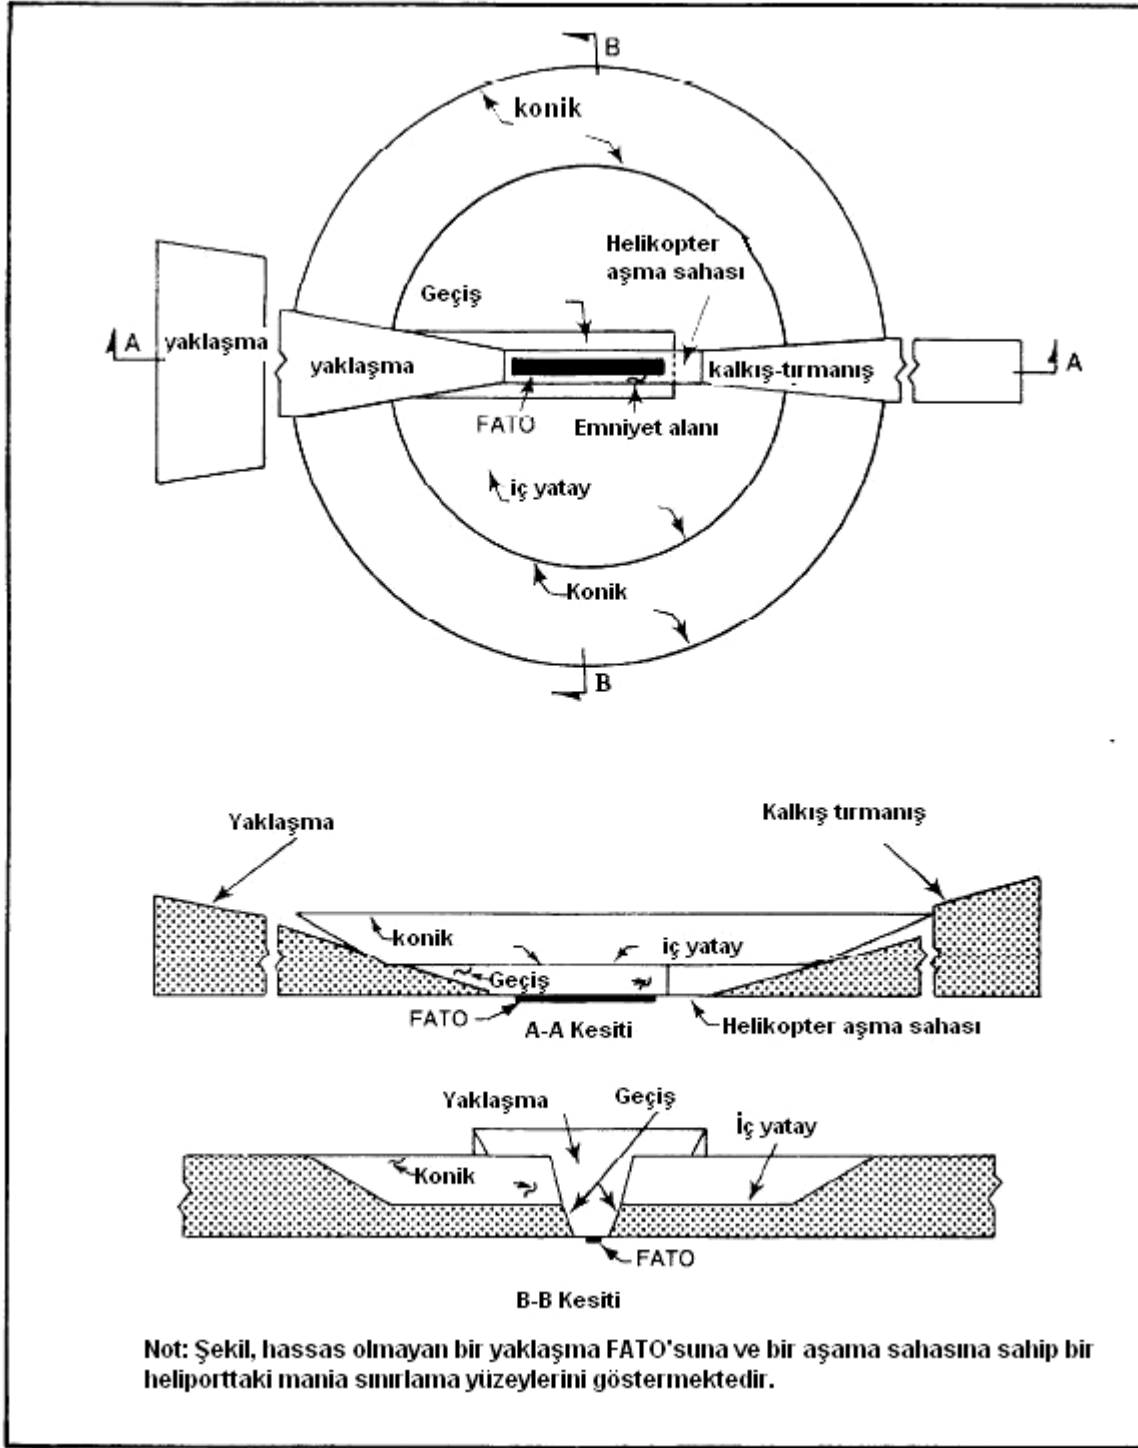 B
konik
Helikopter
aşma sahası
Geçiş
A
yaklaşma
yaklaşma
kalkış-tırmanış
A
FATO
Emniyet alanı
iç yatay
Konik
B
Yaklaşma
Kalkış tırmanış
konik
iç yatay
Geçiş
FATO
A-A Kesiti
Helikopter aşma sahası
Yaklaşma
Geçiş
İç yatay
Konik
FATO
B-B Kesiti
Not: Şekil, hassas olmayan bir yaklaşma FATO'suna ve bir aşama sahasına sahip bir
heliporttaki mania sınırlama yüzeylerini göstermektedir.